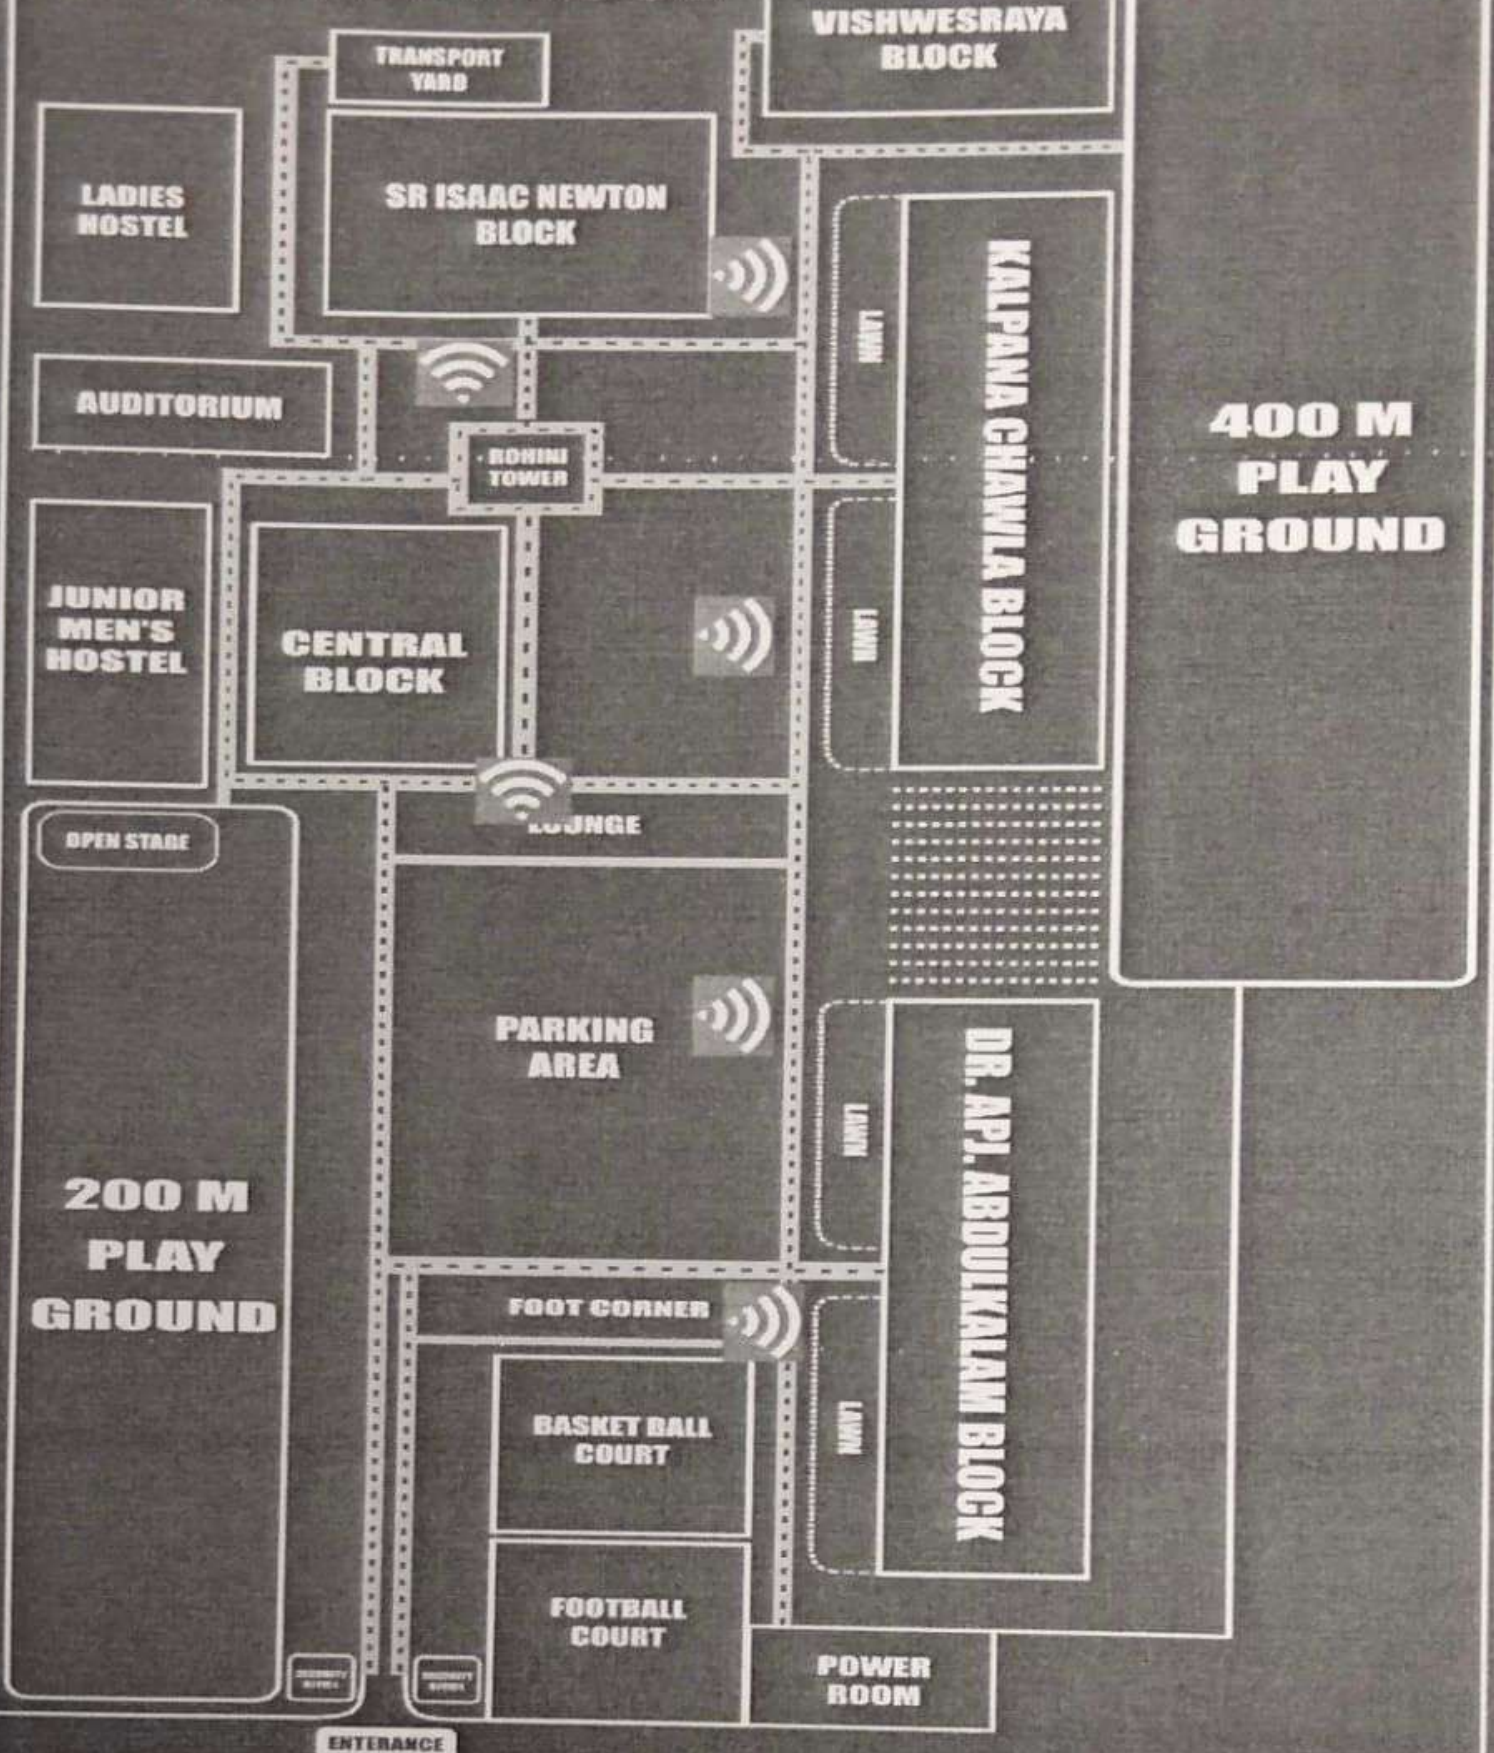 VISHWESRAYA
BLOCK
TRANSPORT
YARD
LADIES
HOSTEL
SR ISAAC NEWTON
BLOCK
LAWN
KALPANA CHAWLA BLOCK
400 M
PLAY
GROUND
AUDITORIUM
ROHINI
TOWER
JUNIOR
MEN'S
HOSTEL
CENTRAL
BLOCK
LAWN
OPEN STAGE
LOUNGE
PARKING
AREA
LAWN
DR. APJ. ABDULKALAM BLOCK
200 M
PLAY
GROUND
FOOT CORNER
BASKET BALL
COURT
LAWN
FOOTBALL
COURT
POWER
ROOM
ENTERANCE